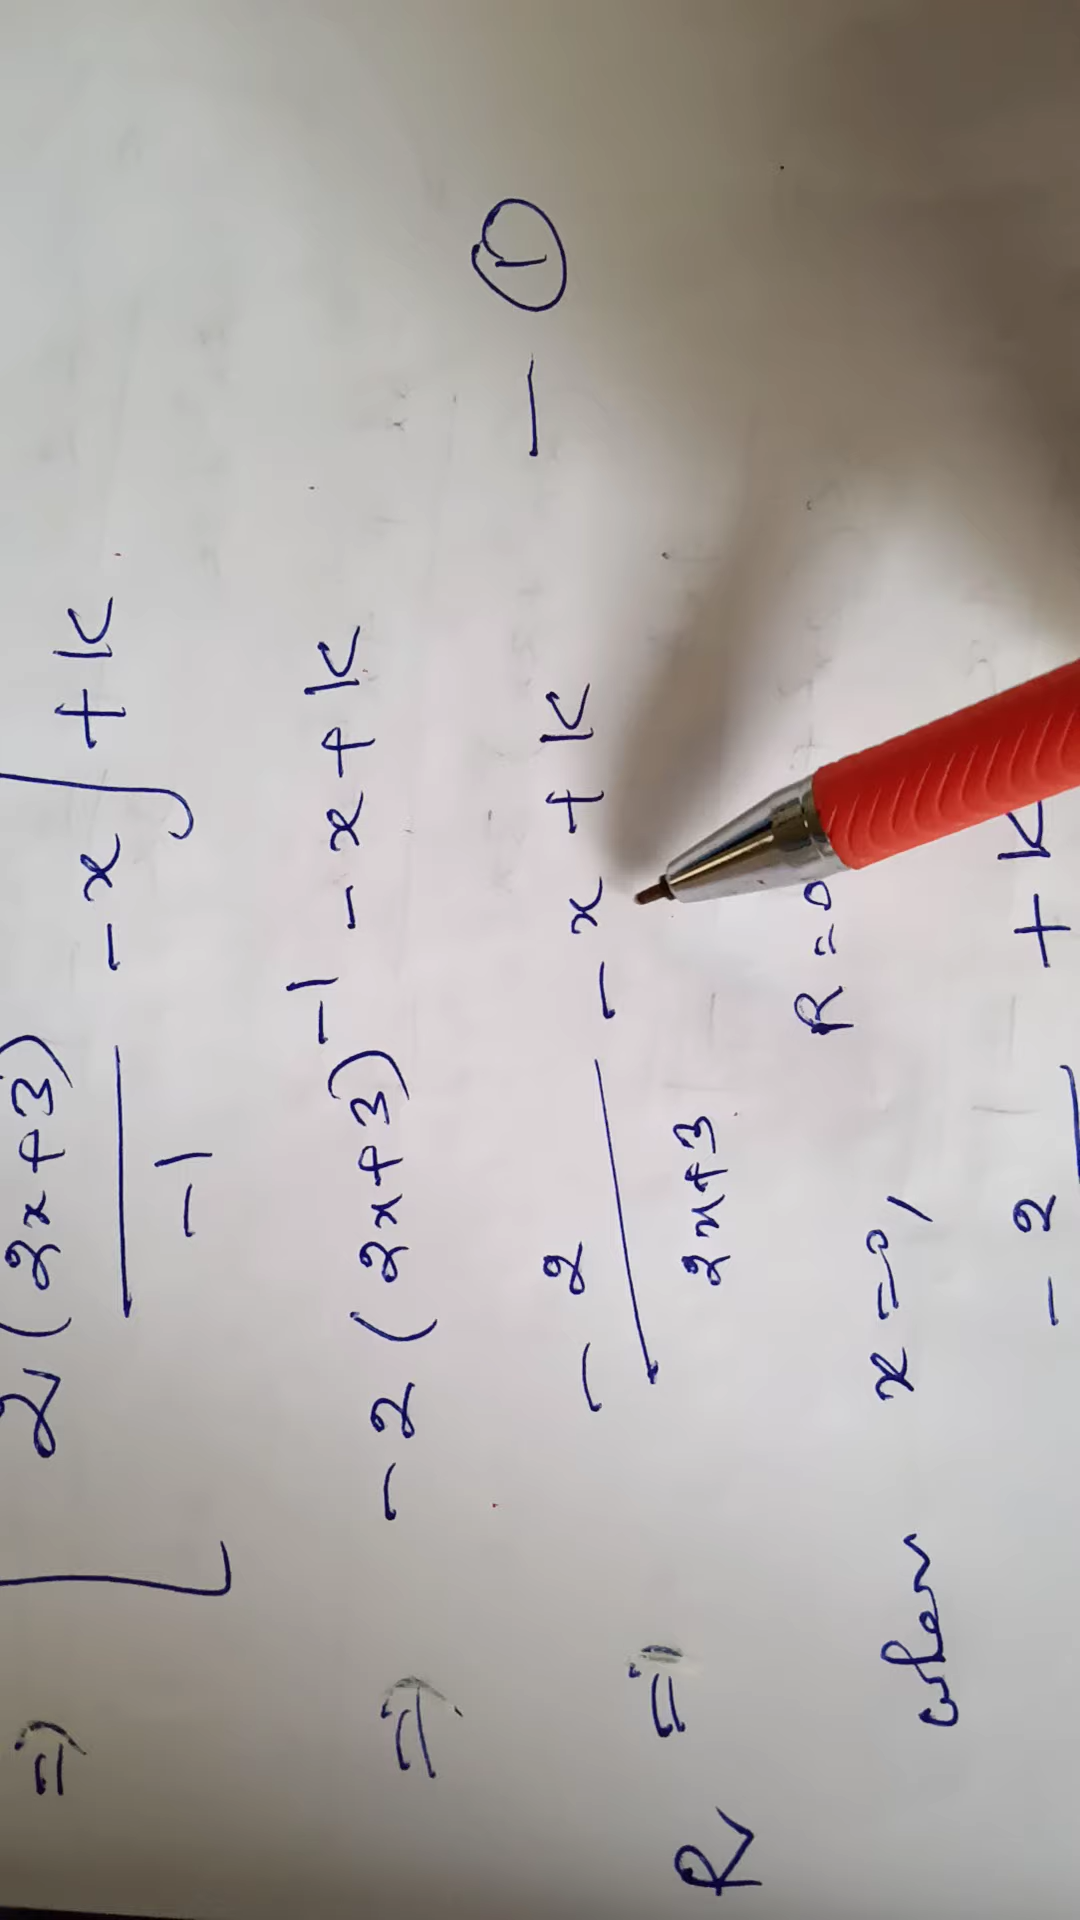 ⇒ [ 2(2x+3) / -1 - x ] + K
⇒ -2(2x+3)^-1 - x + K
R = - 2 / 2x+3 - x + K — ①
when x=0, R=0
- 2 / + K